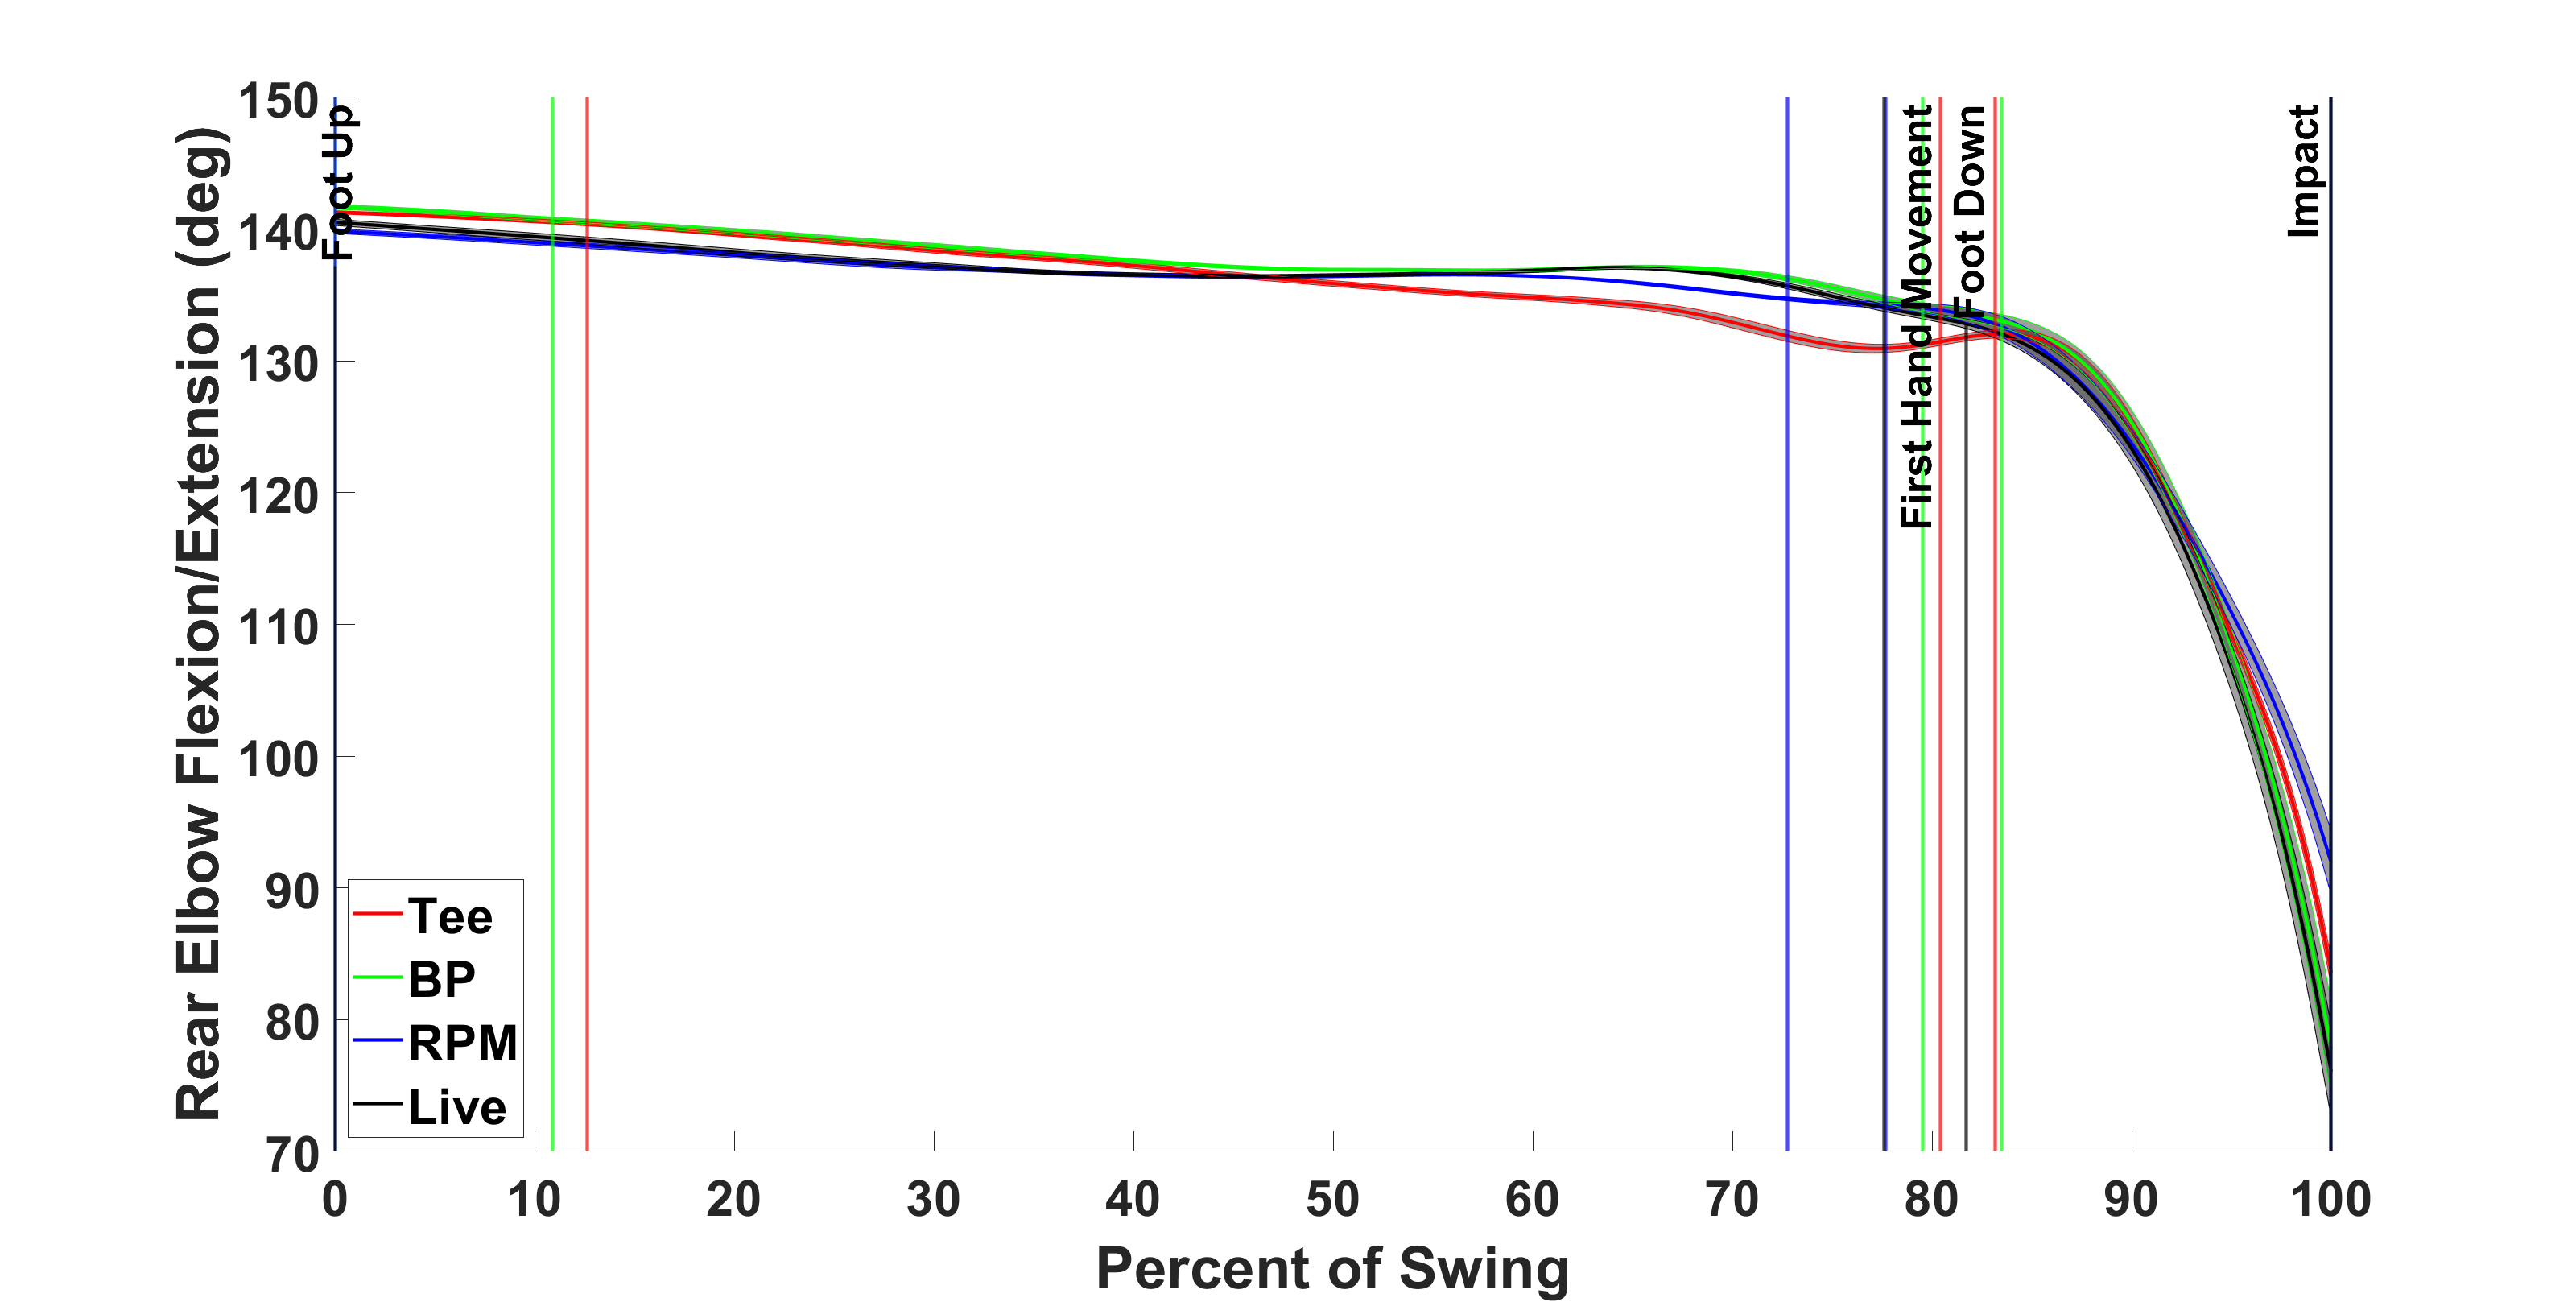 Rear Elbow Flexion/Extension (deg)
150
140
130
120
110
100
90
80
70
Foot Up
First Hand Movement
Foot Down
Impact
Tee
BP
RPM
Live
0 10 20 30 40 50 60 70 80 90 100
Percent of Swing